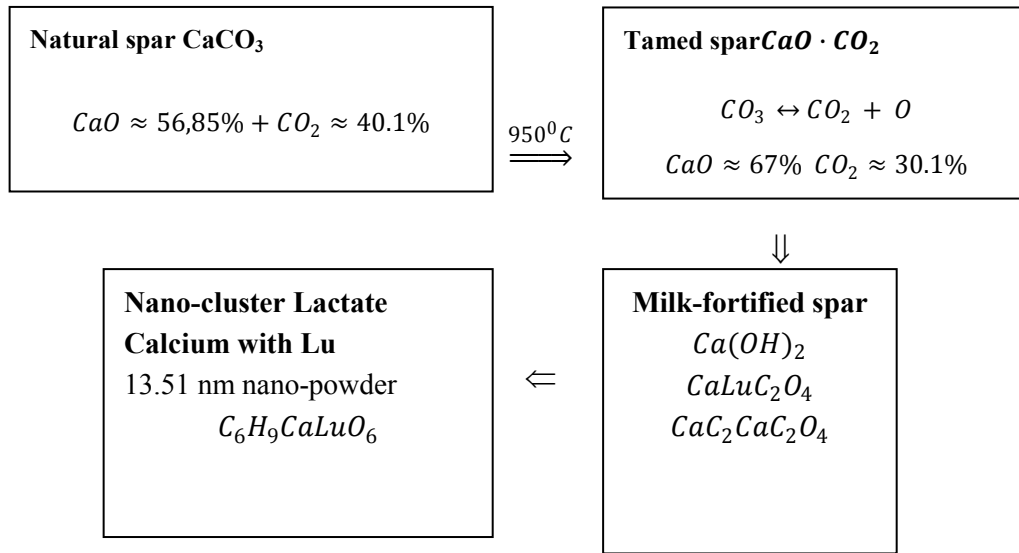 Natural spar CaCO₃
CaO ≈ 56,85% + CO₂ ≈ 40.1%
950⁰C
⟹
Tamed sparCaO · CO₂
CO₃ ↔ CO₂ + O
CaO ≈ 67% CO₂ ≈ 30.1%
⇓
Milk-fortified spar
Ca(OH)₂
CaLuC₂O₄
CaC₂CaC₂O₄
⇐
Nano-cluster Lactate
Calcium with Lu
13.51 nm nano-powder
C₆H₉CaLuO₆